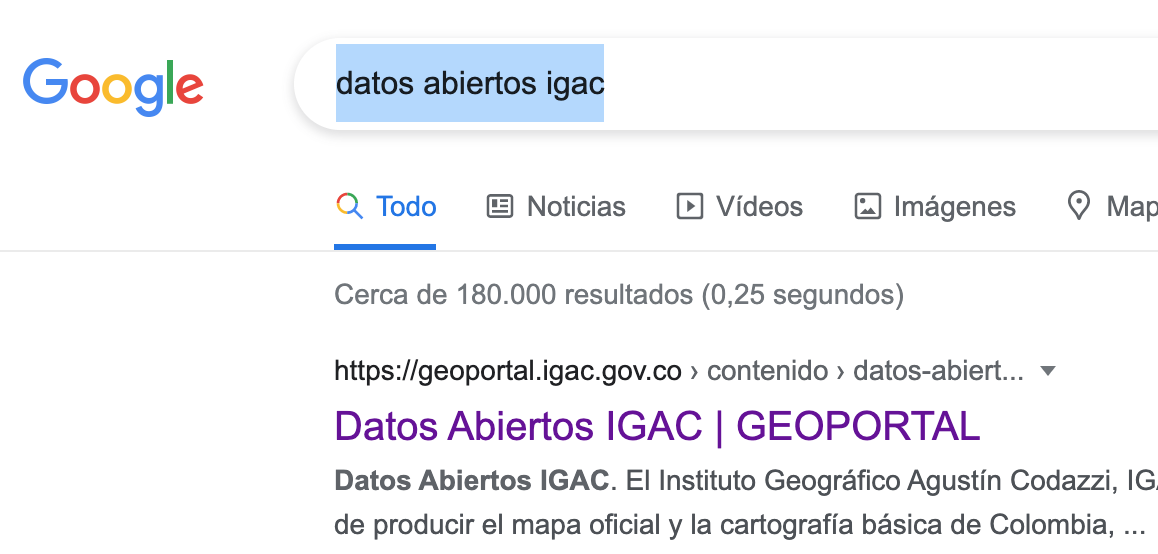 Google
datos abiertos igac
Todo Noticias Vídeos Imágenes Map
Cerca de 180.000 resultados (0,25 segundos)
https://geoportal.igac.gov.co › contenido › datos-abiert...
Datos Abiertos IGAC | GEOPORTAL
Datos Abiertos IGAC. El Instituto Geográfico Agustín Codazzi, IGA
de producir el mapa oficial y la cartografía básica de Colombia, ...